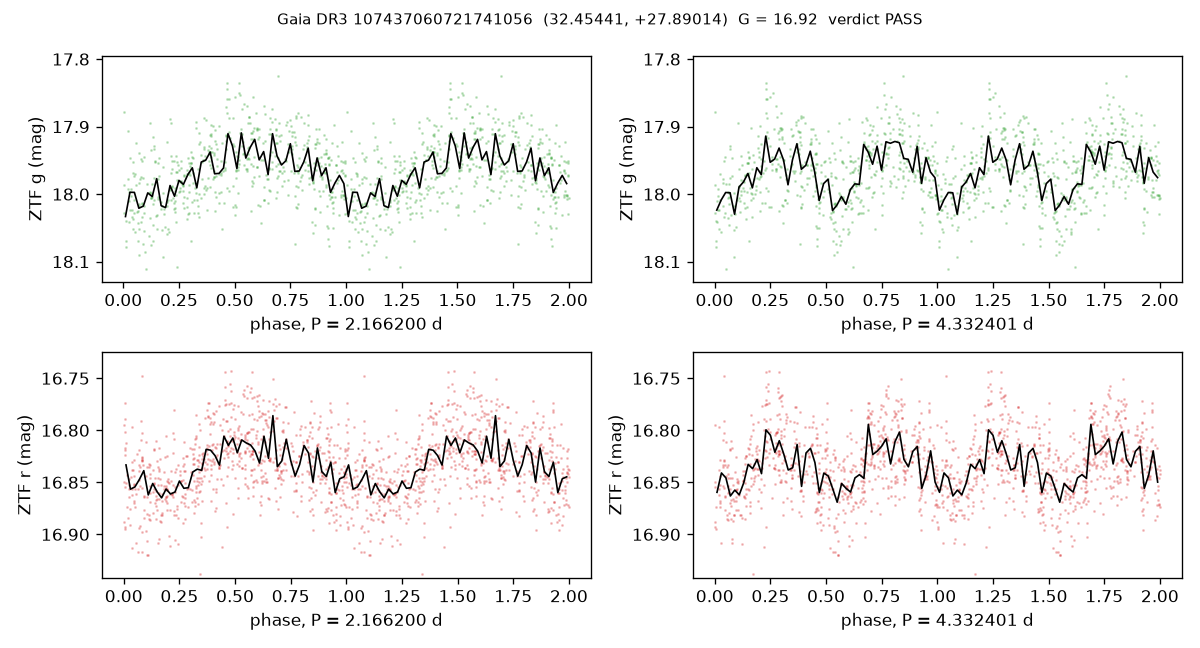 Gaia DR3 107437060721741056 (32.45441, +27.89014) G = 16.92 verdict PASS
17.8
17.9
18.0
18.1
ZTF g (mag)
0.00 0.25 0.50 0.75 1.00 1.25 1.50 1.75 2.00
phase, P = 2.166200 d
17.8
17.9
18.0
18.1
ZTF g (mag)
0.00 0.25 0.50 0.75 1.00 1.25 1.50 1.75 2.00
phase, P = 4.332401 d
16.75
16.80
16.85
16.90
ZTF r (mag)
0.00 0.25 0.50 0.75 1.00 1.25 1.50 1.75 2.00
phase, P = 2.166200 d
16.75
16.80
16.85
16.90
ZTF r (mag)
0.00 0.25 0.50 0.75 1.00 1.25 1.50 1.75 2.00
phase, P = 4.332401 d